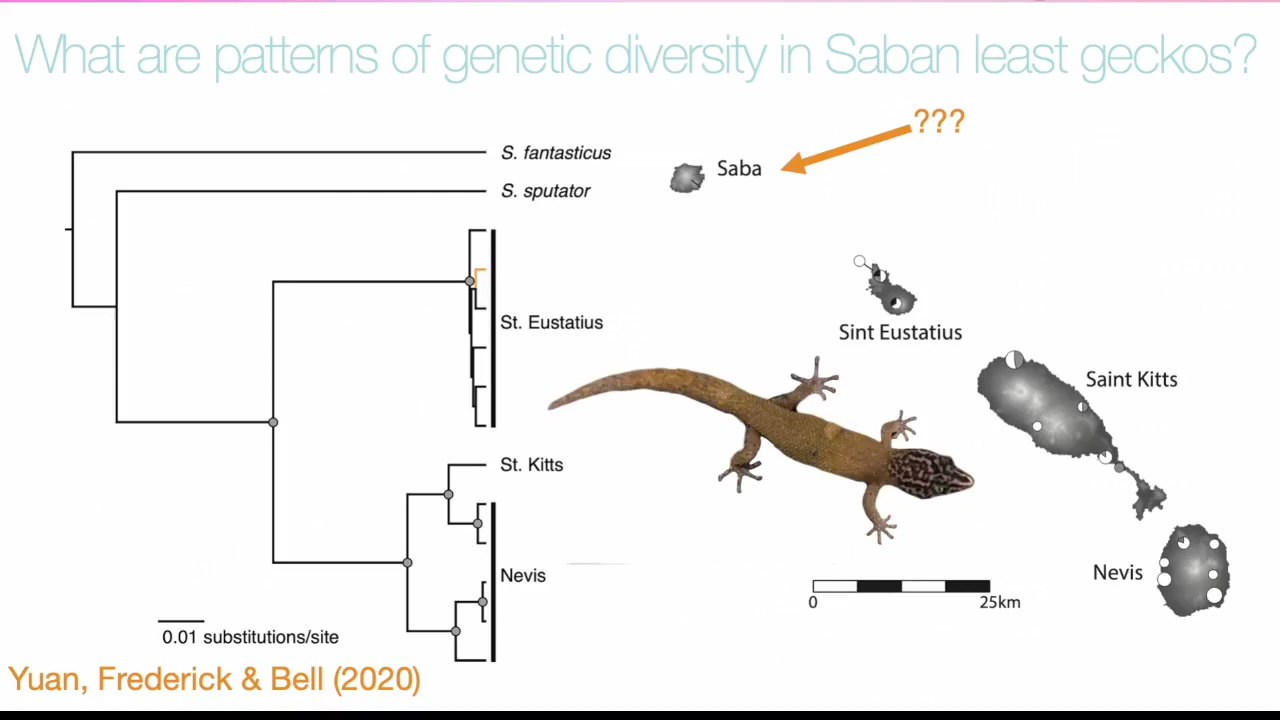 What are patterns of genetic diversity in Saban least geckos?
???
S. fantasticus
Saba
S. sputator
St. Eustatius
Sint Eustatius
Saint Kitts
St. Kitts
Nevis
Nevis
0 25km
0.01 substitutions/site
Yuan, Frederick & Bell (2020)